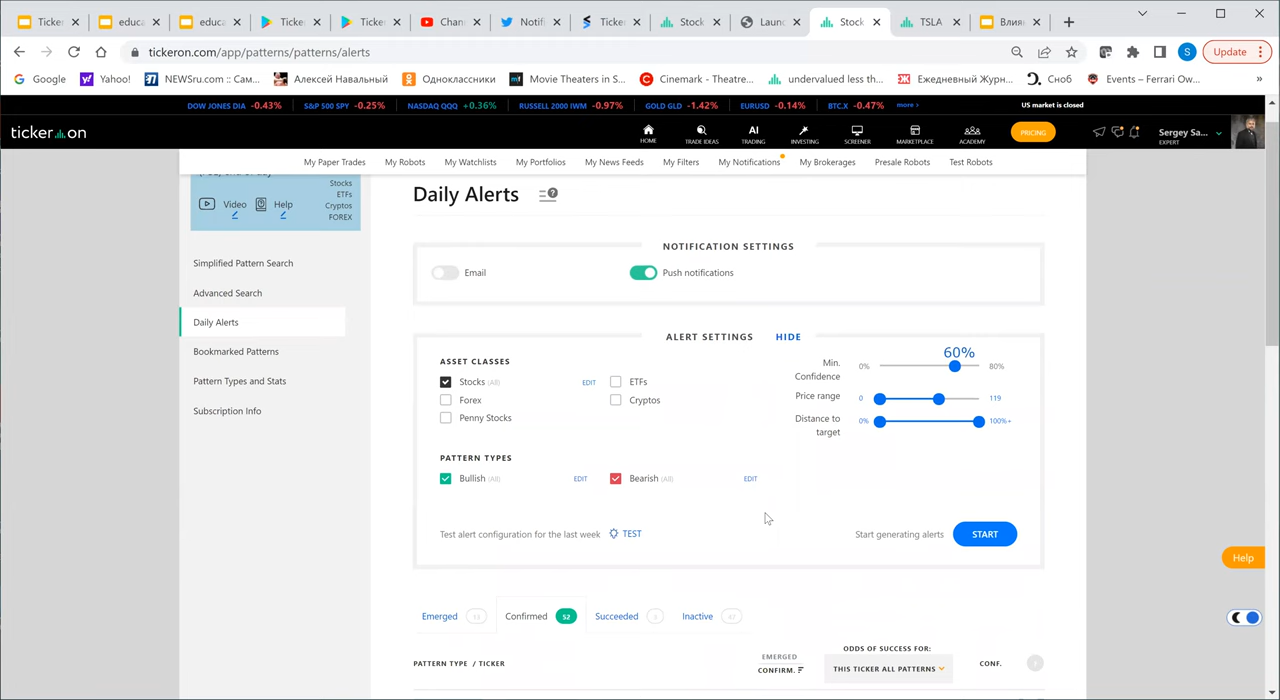 Ticker
educa
educa
Ticke
Ticke
Chan
Notifi
Ticker
Stock
Laun
Stock
TSLA
Влия
tickeron.com/app/patterns/patterns/alerts
S
Update
Google
Yahoo!
NEWSru.com :: Сам...
Алексей Навальный
Одноклассники
Movie Theaters in S...
Cinemark - Theatre...
undervalued less th...
Ежедневный Журн...
Сноб
Events – Ferrari Ow...
»
DOW JONES DIA -0.43%
S&P 500 SPY -0.25%
NASDAQ QQQ +0.36%
RUSSELL 2000 IWM -0.97%
GOLD GLD -1.42%
EURUSD -0.14%
BTC.X -0.47%
more >
US market is closed
tickeron
HOME
TRADE IDEAS
AI
TRADING
INVESTING
SCREENER
MARKETPLACE
ACADEMY
PRICING
Sergey Sa...
EXPERT
My Paper Trades
My Robots
My Watchlists
My Portfolios
My News Feeds
My Filters
My Notifications
My Brokerages
Presale Robots
Test Robots
Stocks
ETFs
Cryptos
FOREX
Video
Help
Simplified Pattern Search
Advanced Search
Daily Alerts
Bookmarked Patterns
Pattern Types and Stats
Subscription Info
Daily Alerts
NOTIFICATION SETTINGS
Email
Push notifications
ALERT SETTINGS HIDE
ASSET CLASSES
Stocks (All) EDIT
ETFs
Forex
Cryptos
Penny Stocks
60%
Min. Confidence 0% 80%
Price range 0 119
Distance to target 0% 100%+
PATTERN TYPES
Bullish (All) EDIT
Bearish (All) EDIT
Test alert configuration for the last week TEST
Start generating alerts START
Help
Emerged
Confirmed 52
Succeeded
Inactive
PATTERN TYPE / TICKER
EMERGED
CONFIRM.
ODDS OF SUCCESS FOR:
THIS TICKER ALL PATTERNS
CONF.